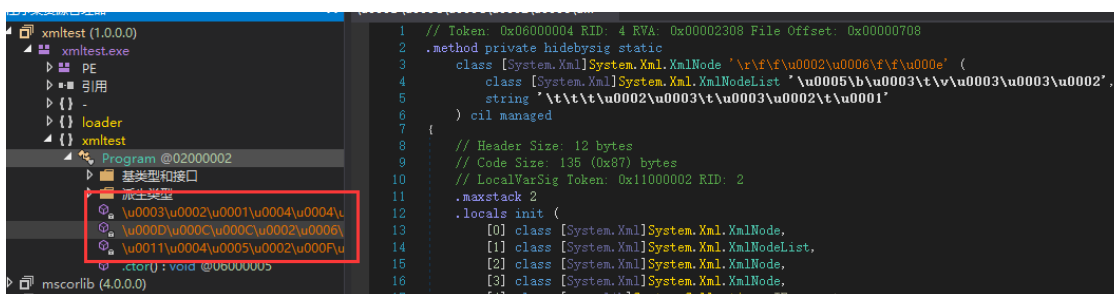 xmltest (1.0.0.0)
xmltest.exe
PE
引用
{ } -
{ } loader
{ } xmltest
Program @02000002
基类型和接口
派生类型
\u0003\u0002\u0001\u0004\u0004\u
\u000D\u000C\u000C\u0002\u0006\
\u0011\u0004\u0005\u0002\u000F\u
.ctor() : void @06000005
mscorlib (4.0.0.0)
1 // Token: 0x06000004 RID: 4 RVA: 0x00002308 File Offset: 0x00000708
2 .method private hidebysig static
3 class [System.Xml]System.Xml.XmlNode '\r\f\f\u0002\u0006\f\f\u000e' (
4 class [System.Xml]System.Xml.XmlNodeList '\u0005\b\u0003\t\v\u0003\u0003\u0002',
5 string '\t\t\t\u0002\u0003\t\u0003\u0002\t\u0001'
6 ) cil managed
7 {
8 // Header Size: 12 bytes
9 // Code Size: 135 (0x87) bytes
10 // LocalVarSig Token: 0x11000002 RID: 2
11 .maxstack 2
12 .locals init (
13 [0] class [System.Xml]System.Xml.XmlNode,
14 [1] class [System.Xml]System.Xml.XmlNodeList,
15 [2] class [System.Xml]System.Xml.XmlNode,
16 [3] class [System.Xml]System.Xml.XmlNode,